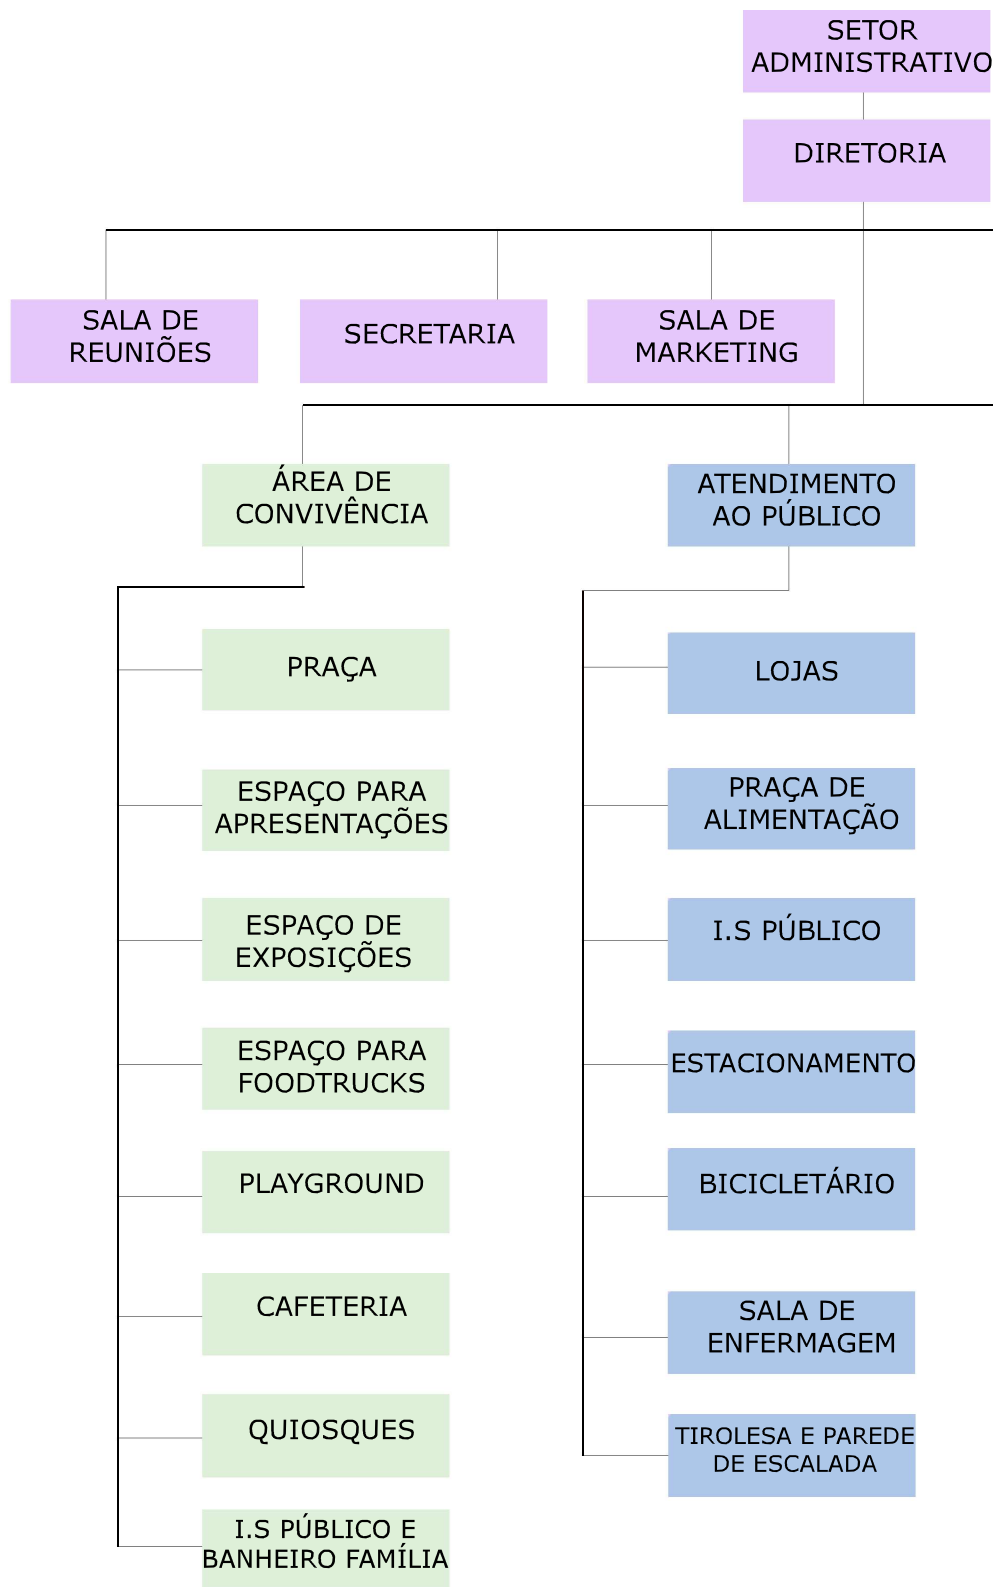 SETOR
ADMINISTRATIVO
DIRETORIA
SALA DE
REUNIÕES
SECRETARIA
SALA DE
MARKETING
ÁREA DE
CONVIVÊNCIA
ATENDIMENTO
AO PÚBLICO
PRAÇA
ESPAÇO PARA
APRESENTAÇÕES
ESPAÇO DE
EXPOSIÇÕES
ESPAÇO PARA
FOODTRUCKS
PLAYGROUND
CAFETERIA
QUIOSQUES
I.S PÚBLICO E
BANHEIRO FAMÍLIA
LOJAS
PRAÇA DE
ALIMENTAÇÃO
I.S PÚBLICO
ESTACIONAMENTO
BICICLETÁRIO
SALA DE
ENFERMAGEM
TIROLESA E PAREDE
DE ESCALADA